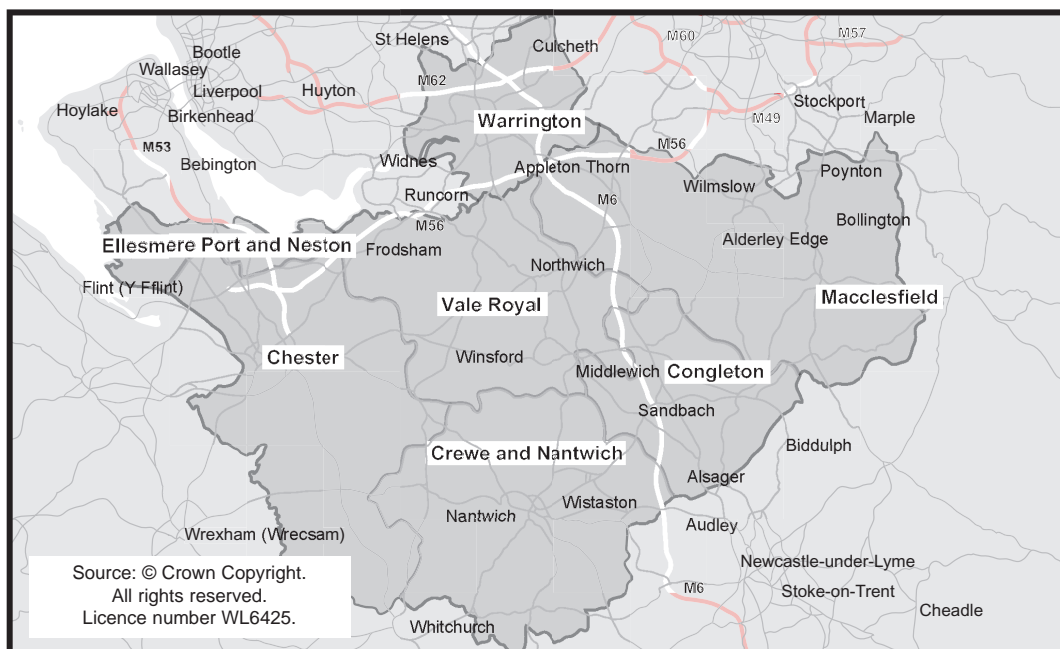 St Helens
Culcheth
M60
M57
Bootle
Wallasey
Liverpool
Huyton
M62
Hoylake
Birkenhead
Stockport
M49
Marple
Warrington
M53
Bebington
Widnes
Appleton Thorn
M56
Poynton
Runcorn
M6
Wilmslow
M56
Bollington
Ellesmere Port and Neston
Frodsham
Alderley Edge
Northwich
Flint (Y Fflint)
Vale Royal
Macclesfield
Chester
Winsford
Middlewich
Congleton
Sandbach
Crewe and Nantwich
Biddulph
Alsager
Wistaston
Nantwich
Audley
Wrexham (Wrecsam)
Newcastle-under-Lyme
Source: © Crown Copyright.
All rights reserved.
Licence number WL6425.
M6
Stoke-on-Trent
Cheadle
Whitchurch